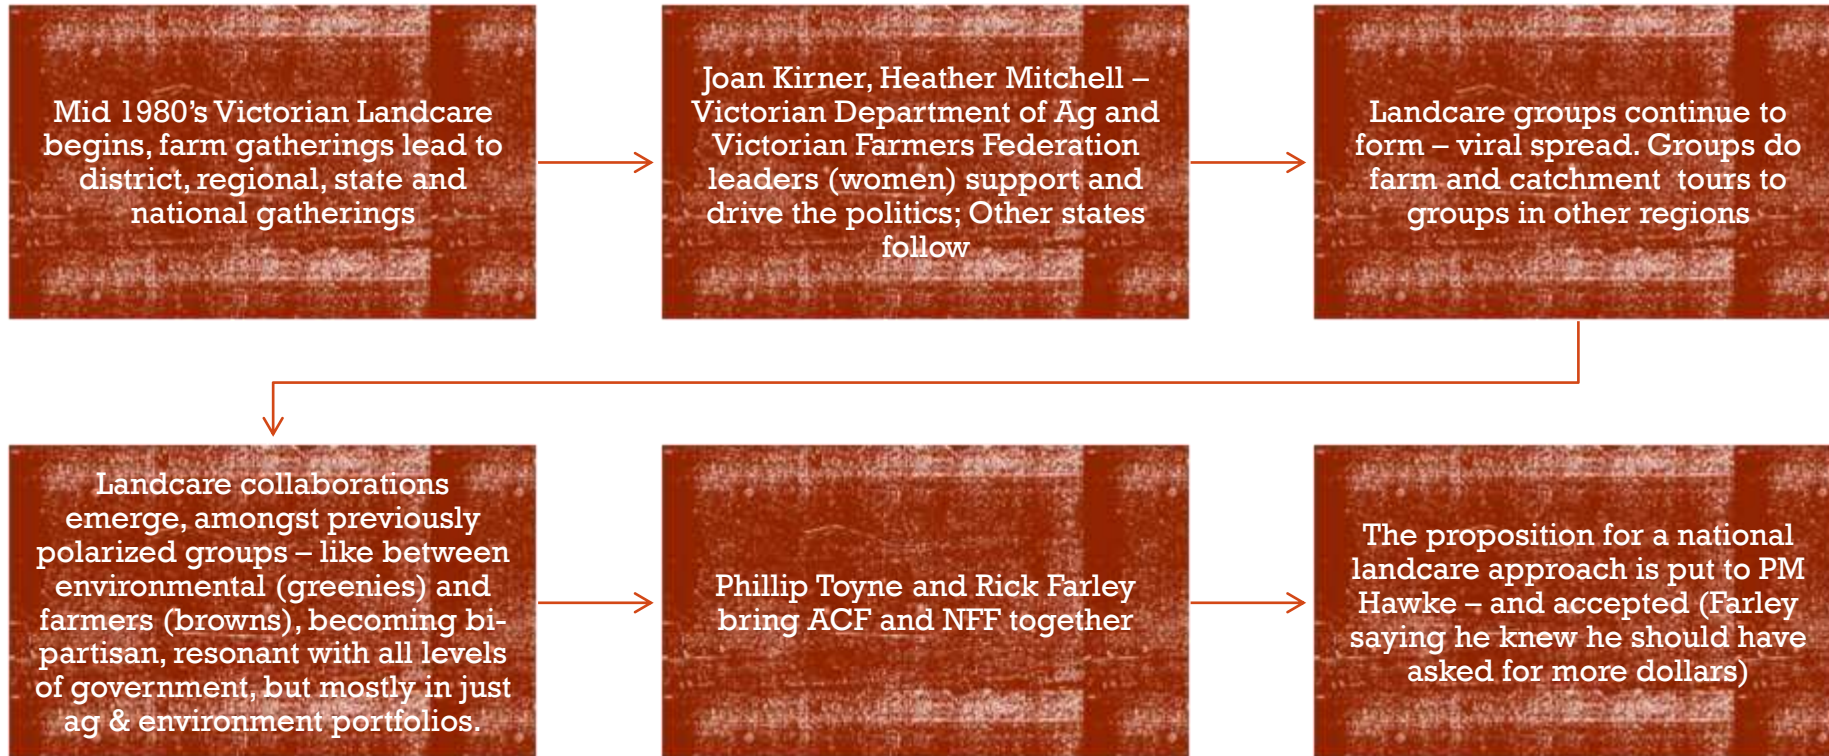 Mid 1980’s Victorian Landcare
begins, farm gatherings lead to
district, regional, state and
national gatherings
Joan Kirner, Heather Mitchell –
Victorian Department of Ag and
Victorian Farmers Federation
leaders (women) support and
drive the politics; Other states
follow
Landcare groups continue to
form – viral spread. Groups do
farm and catchment tours to
groups in other regions
Landcare collaborations
emerge, amongst previously
polarized groups – like between
environmental (greenies) and
farmers (browns), becoming bi-
partisan, resonant with all levels
of government, but mostly in just
ag & environment portfolios.
Phillip Toyne and Rick Farley
bring ACF and NFF together
The proposition for a national
landcare approach is put to PM
Hawke – and accepted (Farley
saying he knew he should have
asked for more dollars)